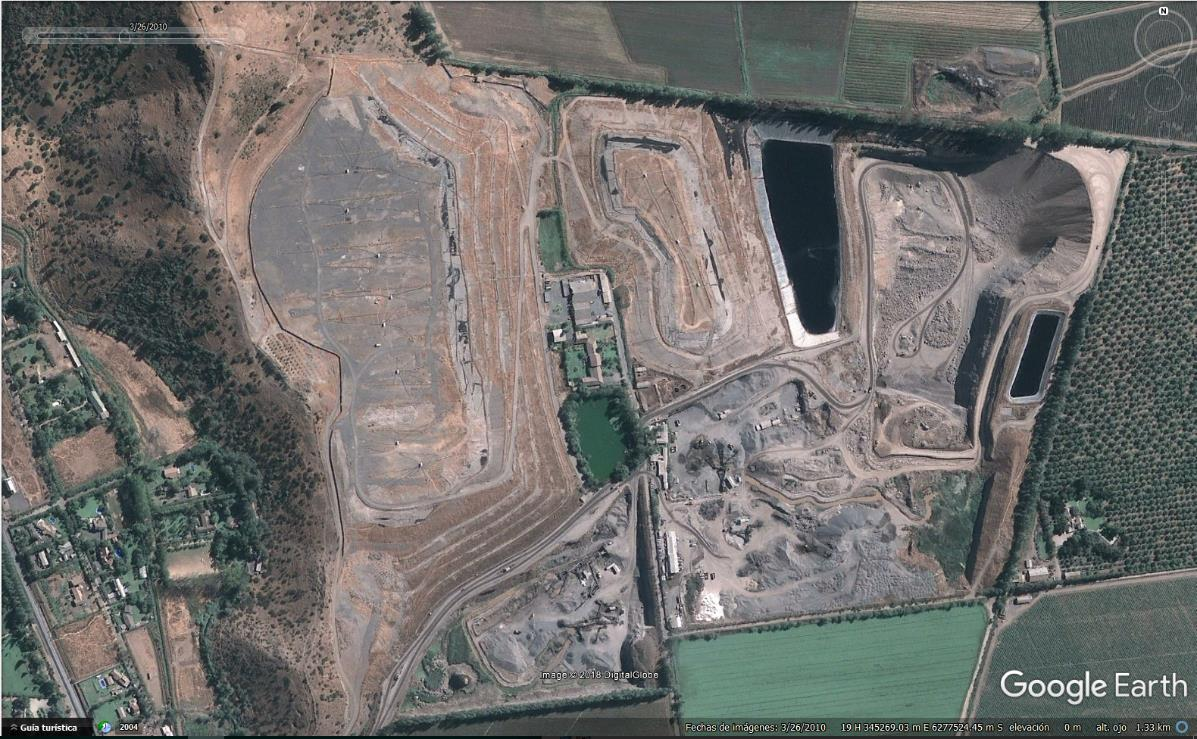 3/26/2010
N
Image © 2018 DigitalGlobe
Google Earth
Guía turística
2004
Fechas de imágenes: 3/26/2010 19 H 345269.03 m E 6277524.45 m S elevación 0 m alt. ojo 1.33 km